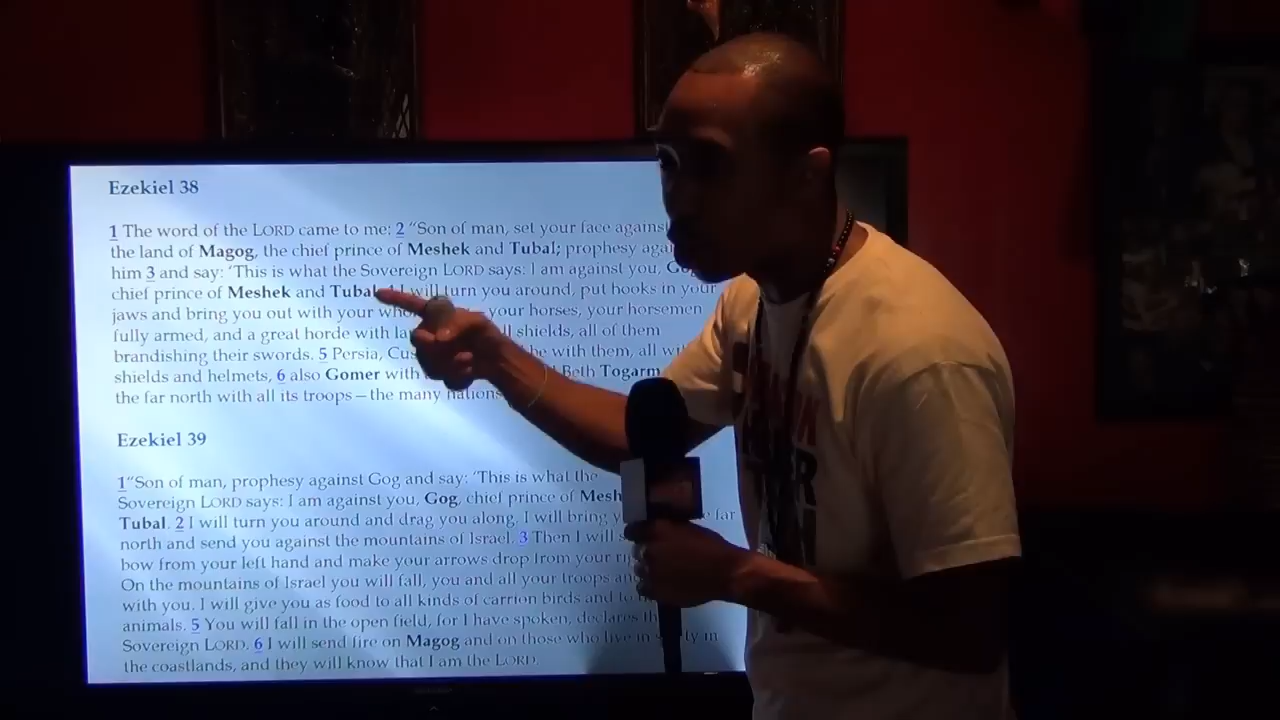 Ezekiel 38
1 The word of the LORD came to me: 2 “Son of man, set your face against
the land of Magog, the chief prince of Meshek and Tubal; prophesy
him 3 and say: ‘This is what the Sovereign LORD says: I am against you,
chief prince of Meshek and Tubal. I will turn you around, put hooks in your
jaws and bring you out with your your horses, your horsemen
fully armed, and a great horde with shields, all of them
brandishing their swords. 5 Persia, be with them, all
shields and helmets, 6 also Gomer with Beth
the far north with all its troops—the many nations
Ezekiel 39
1 “Son of man, prophesy against Gog and say: ‘This is what the
Sovereign LORD says: I am against you, Gog, chief prince of
Tubal. 2 I will turn you around and drag you along. I will bring far
north and send you against the mountains of Israel. 3 Then I will
bow from your left hand and make your arrows drop from your
On the mountains of Israel you will fall, you and all your troops
with you. I will give you as food to all kinds of carrion birds and to
animals. 5 You will fall in the open field, for I have spoken, declares
Sovereign LORD. 6 I will send fire on Magog and on those who live in
the coastlands, and they will know that I am the LORD.